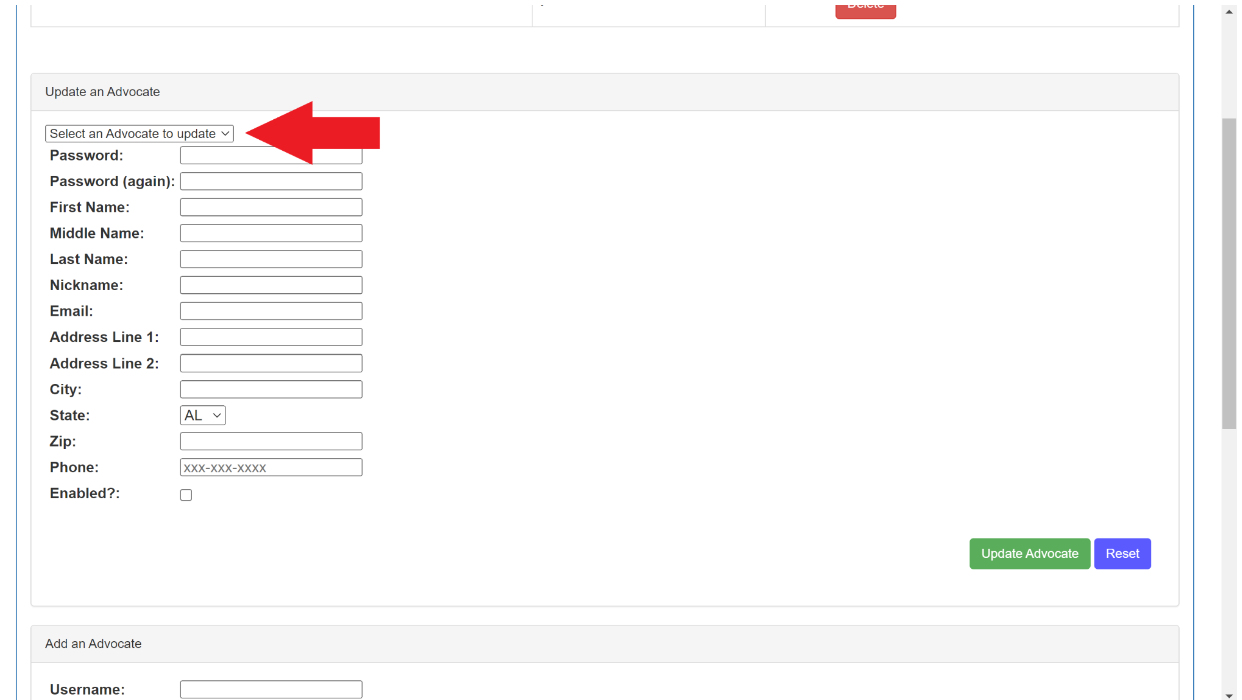 Delete
Update an Advocate
Select an Advocate to update
Password:
Password (again):
First Name:
Middle Name:
Last Name:
Nickname:
Email:
Address Line 1:
Address Line 2:
City:
State: AL
Zip:
Phone: xxx-xxx-xxxx
Enabled?:
Update Advocate Reset
Add an Advocate
Username: